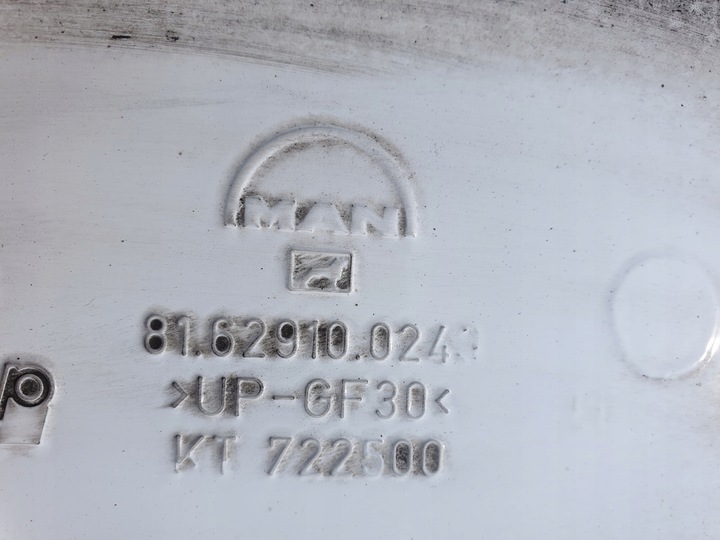 MAN
81.62910.024
>UP-GF30<
p
KT 722500